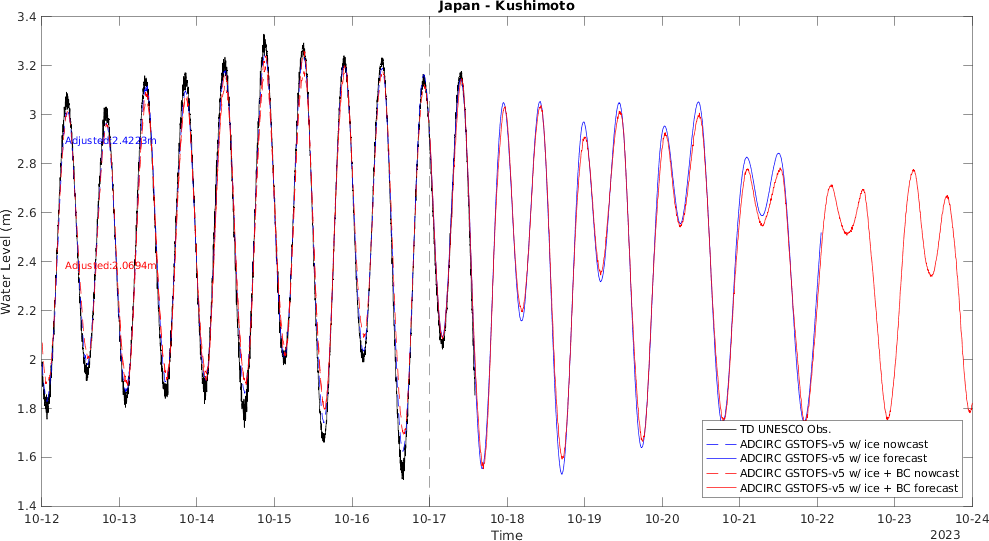 Japan - Kushimoto
3.4
3.2
3
2.8
2.6
2.4
2.2
2
1.8
1.6
1.4
Water Level (m)
Adjusted:2.4223m
Adjusted:2.0694m
TD UNESCO Obs.
ADCIRC GSTOFS-v5 w/ ice nowcast
ADCIRC GSTOFS-v5 w/ ice forecast
ADCIRC GSTOFS-v5 w/ ice + BC nowcast
ADCIRC GSTOFS-v5 w/ ice + BC forecast
10-12 10-13 10-14 10-15 10-16 10-17 10-18 10-19 10-20 10-21 10-22 10-23 10-24
Time
2023